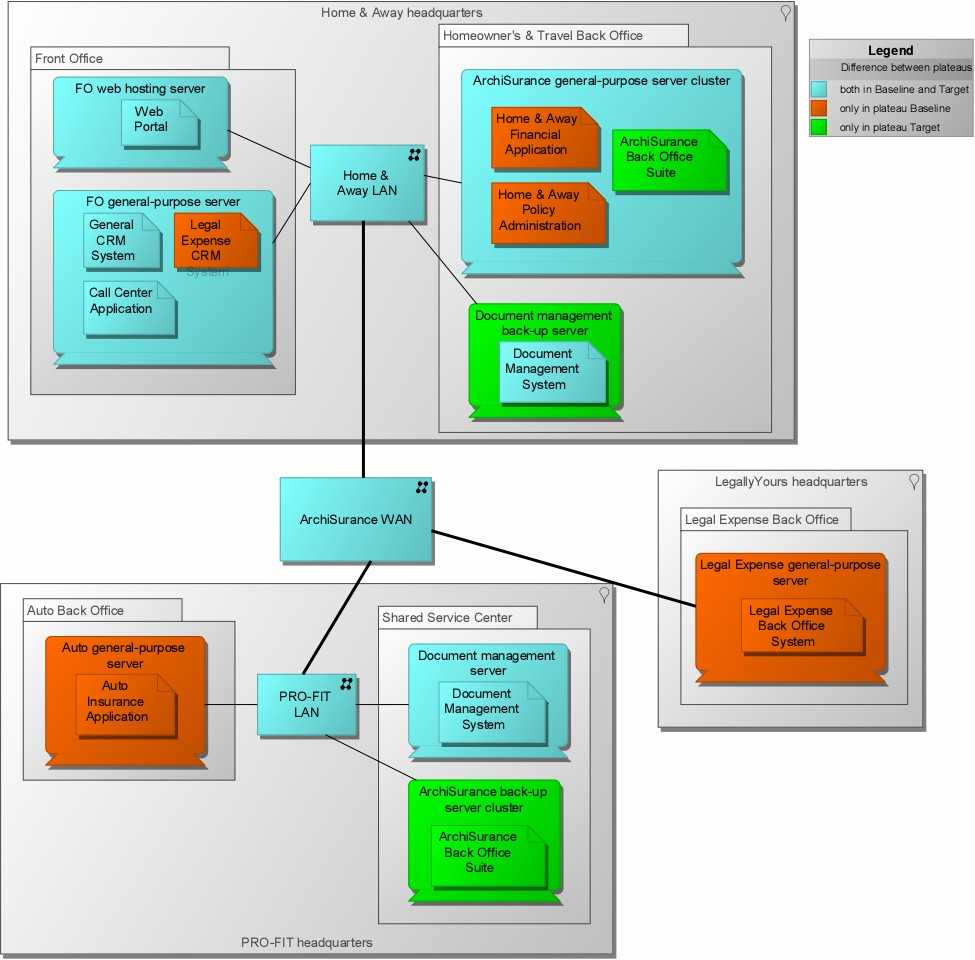 Home & Away headquarters
Homeowner's & Travel Back Office
Front Office
FO web hosting server
Web
Portal
FO general-purpose server
General
CRM
System
Legal
Expense
CRM
System
Call Center
Application
Home &
Away LAN
ArchiSurance general-purpose server cluster
Home & Away
Financial
Application
ArchiSurance
Back Office
Suite
Home & Away
Policy
Administration
Document management
back-up server
Document
Management
System
Legend
Difference between plateaus
both in Baseline and Target
only in plateau Baseline
only in plateau Target
ArchiSurance WAN
LegallyYours headquarters
Legal Expense Back Office
Legal Expense general-purpose
server
Legal Expense
Back Office
System
Auto Back Office
Auto general-purpose
server
Auto
Insurance
Application
PRO-FIT
LAN
Shared Service Center
Document management
server
Document
Management
System
ArchiSurance back-up
server cluster
ArchiSurance
Back Office
Suite
PRO-FIT headquarters